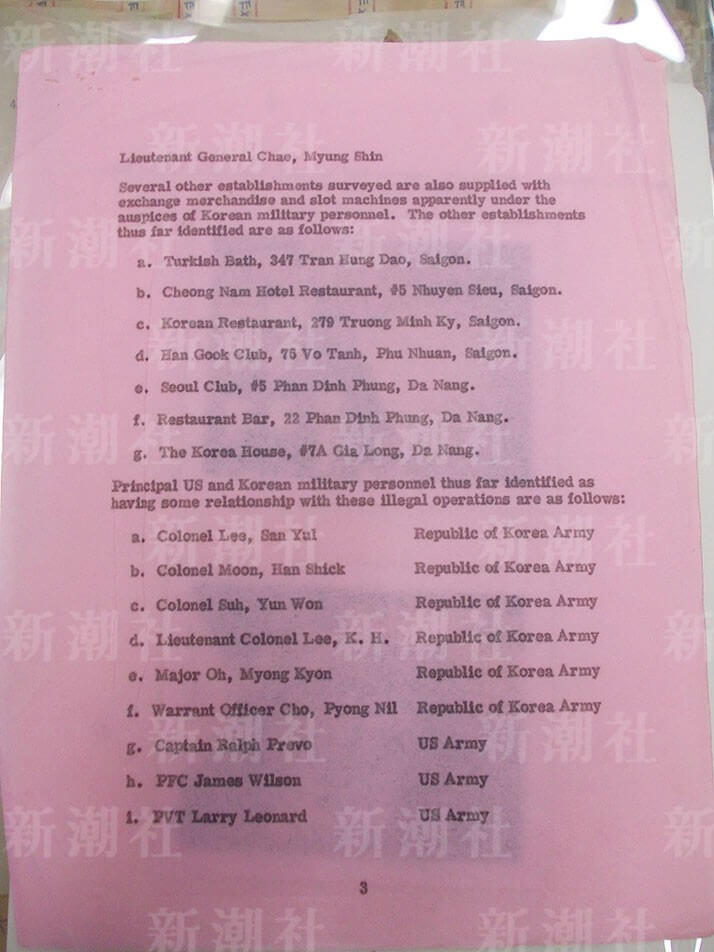 Lieutenant General Chae, Myung Shin
Several other establishments surveyed are also supplied with
exchange merchandise and slot machines apparently under the
auspices of Korean military personnel. The other establishments
thus far identified are as follows:
a. Turkish Bath, 347 Tran Hung Dao, Saigon.
b. Cheong Nam Hotel Restaurant, #5 Nhuyen Sieu, Saigon.
c. Korean Restaurant, 279 Truong Minh Ky, Saigon.
d. Han Gook Club, 75 Vo Tanh, Phu Nhuan, Saigon.
e. Seoul Club, #5 Phan Dinh Phung, Da Nang.
f. Restaurant Bar, 22 Phan Dinh Phung, Da Nang.
g. The Korea House, #7A Gia Long, Da Nang.
Principal US and Korean military personnel thus far identified as
having some relationship with these illegal operations are as follows:
a. Colonel Lee, San Yul Republic of Korea Army
b. Colonel Moon, Han Shick Republic of Korea Army
c. Colonel Suh, Yun Won Republic of Korea Army
d. Lieutenant Colonel Lee, K. H. Republic of Korea Army
e. Major Oh, Myong Kyon Republic of Korea Army
f. Warrant Officer Cho, Pyong Nil Republic of Korea Army
g. Captain Ralph Prevo US Army
h. PFC James Wilson US Army
i. PVT Larry Leonard US Army
3
新潮社